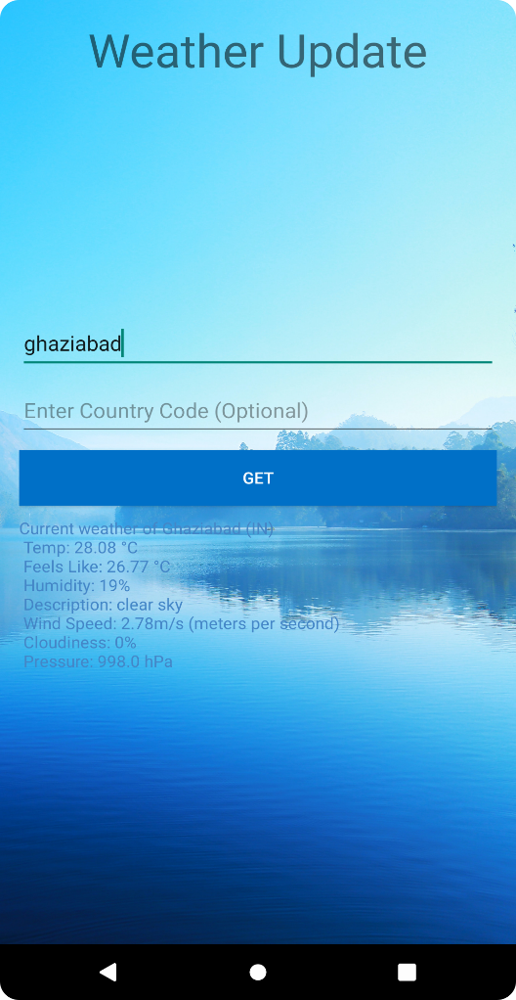 Weather Update
ghaziabad
Enter Country Code (Optional)
GET
Current weather of Ghaziabad (IN)
Temp: 28.08 °C
Feels Like: 26.77 °C
Humidity: 19%
Description: clear sky
Wind Speed: 2.78m/s (meters per second)
Cloudiness: 0%
Pressure: 998.0 hPa